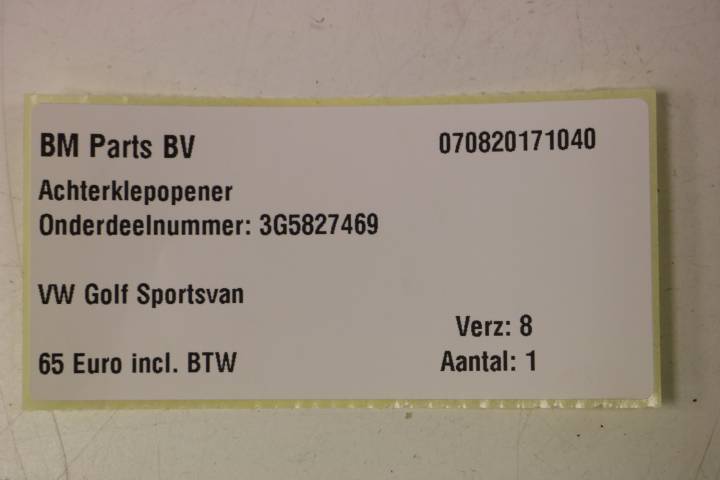 BM Parts BV 070820171040
Achterklepopener
Onderdeelnummer: 3G5827469
VW Golf Sportsvan
Verz: 8
65 Euro incl. BTW Aantal: 1